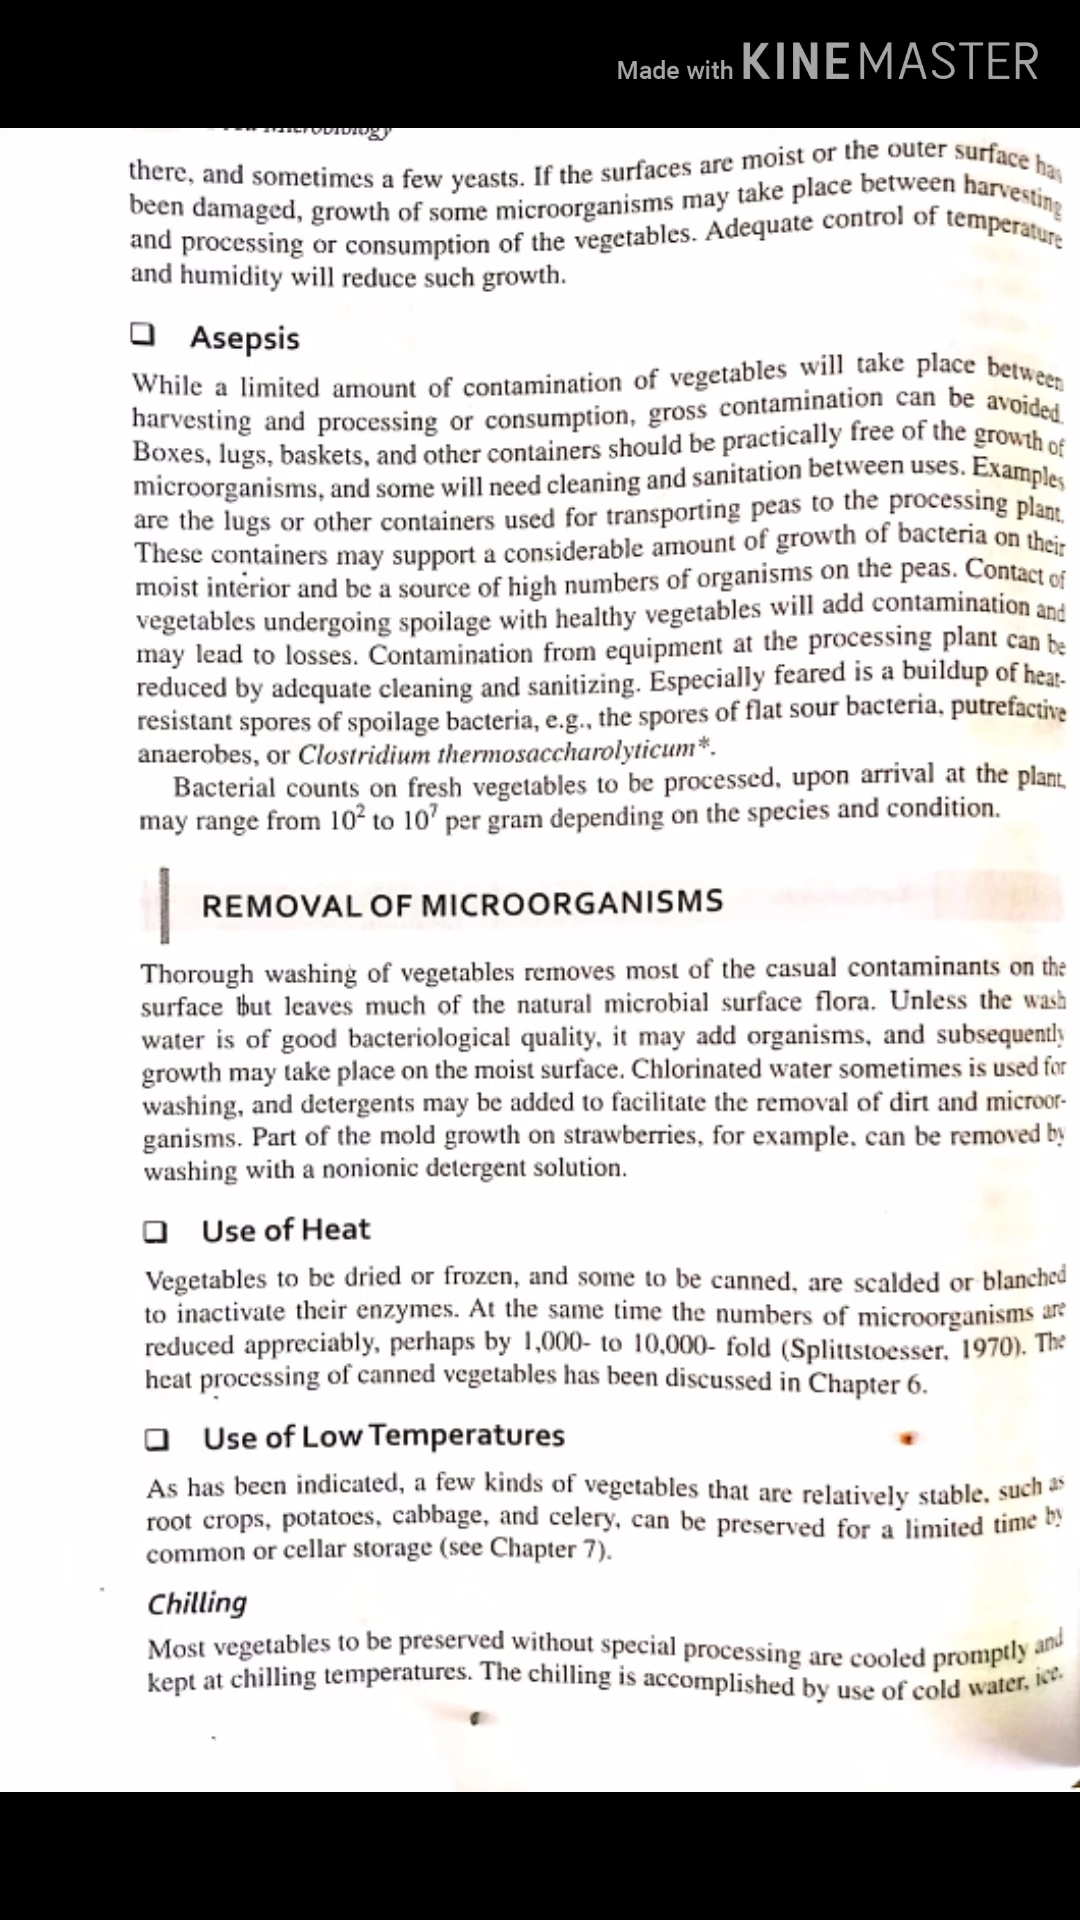 Made with KINEMASTER
Microbiology
there, and sometimes a few yeasts. If the surfaces are moist or the outer surface has
been damaged, growth of some microorganisms may take place between harvesting
and processing or consumption of the vegetables. Adequate control of temperature
and humidity will reduce such growth.
❑ Asepsis
While a limited amount of contamination of vegetables will take place between
harvesting and processing or consumption, gross contamination can be avoided.
Boxes, lugs, baskets, and other containers should be practically free of the growth of
microorganisms, and some will need cleaning and sanitation between uses. Examples
are the lugs or other containers used for transporting peas to the processing plant.
These containers may support a considerable amount of growth of bacteria on their
moist interior and be a source of high numbers of organisms on the peas. Contact of
vegetables undergoing spoilage with healthy vegetables will add contamination and
may lead to losses. Contamination from equipment at the processing plant can be
reduced by adequate cleaning and sanitizing. Especially feared is a buildup of heat-
resistant spores of spoilage bacteria, e.g., the spores of flat sour bacteria, putrefactive
anaerobes, or Clostridium thermosaccharolyticum*.
Bacterial counts on fresh vegetables to be processed, upon arrival at the plant,
may range from 10² to 10⁷ per gram depending on the species and condition.
REMOVAL OF MICROORGANISMS
Thorough washing of vegetables removes most of the casual contaminants on the
surface but leaves much of the natural microbial surface flora. Unless the wash
water is of good bacteriological quality, it may add organisms, and subsequently
growth may take place on the moist surface. Chlorinated water sometimes is used for
washing, and detergents may be added to facilitate the removal of dirt and microor-
ganisms. Part of the mold growth on strawberries, for example, can be removed by
washing with a nonionic detergent solution.
❑ Use of Heat
Vegetables to be dried or frozen, and some to be canned, are scalded or blanched
to inactivate their enzymes. At the same time the numbers of microorganisms are
reduced appreciably, perhaps by 1,000- to 10,000- fold (Splittstoesser, 1970). The
heat processing of canned vegetables has been discussed in Chapter 6.
❑ Use of Low Temperatures
As has been indicated, a few kinds of vegetables that are relatively stable, such as
root crops, potatoes, cabbage, and celery, can be preserved for a limited time by
common or cellar storage (see Chapter 7).
Chilling
Most vegetables to be preserved without special processing are cooled promptly and
kept at chilling temperatures. The chilling is accomplished by use of cold water, ice,